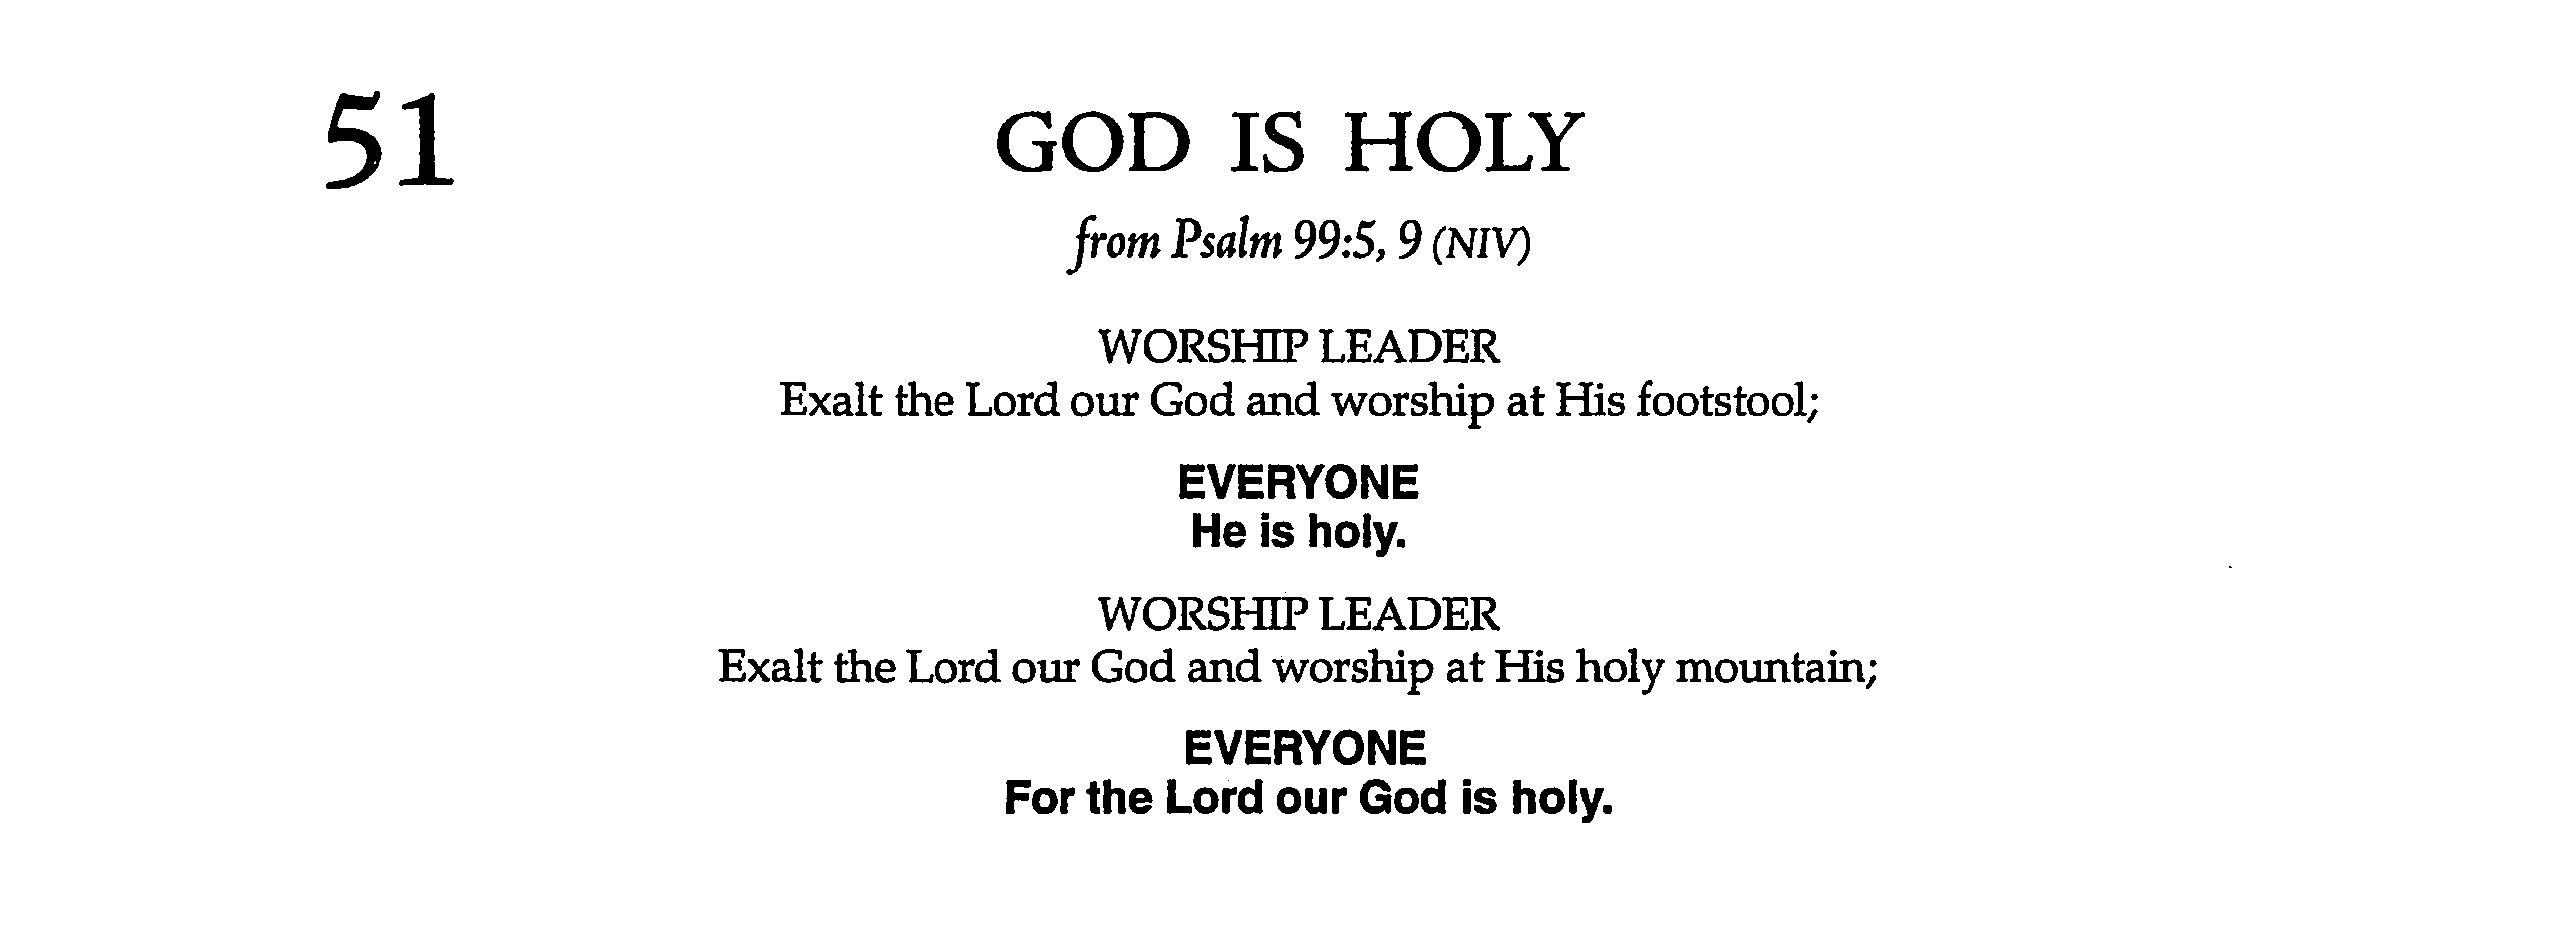 51
GOD IS HOLY
from Psalm 99:5, 9 (NIV)
WORSHIP LEADER
Exalt the Lord our God and worship at His footstool;
EVERYONE
He is holy.
WORSHIP LEADER
Exalt the Lord our God and worship at His holy mountain;
EVERYONE
For the Lord our God is holy.